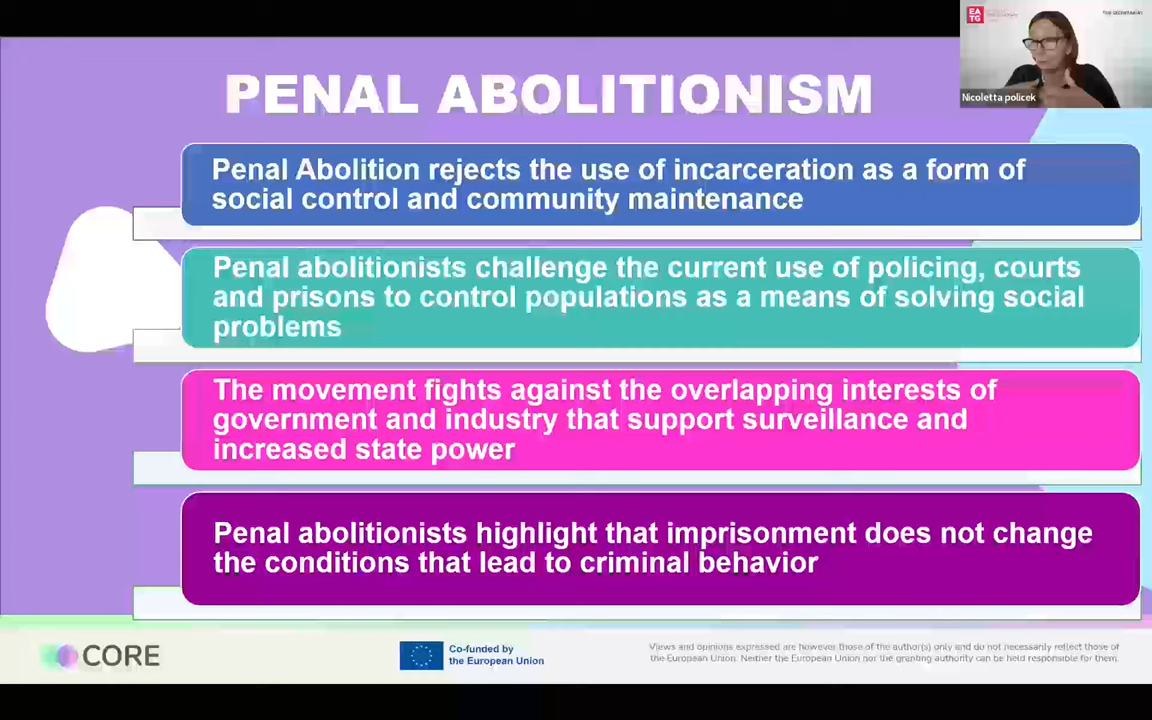 PENAL ABOLITIONISM
EA
TG
Nicoletta policek
Penal Abolition rejects the use of incarceration as a form of
social control and community maintenance
Penal abolitionists challenge the current use of policing, courts
and prisons to control populations as a means of solving social
problems
The movement fights against the overlapping interests of
government and industry that support surveillance and
increased state power
Penal abolitionists highlight that imprisonment does not change
the conditions that lead to criminal behavior
CORE
Co-funded by
the European Union
Views and opinions expressed are however those of the author(s) only and do not necessarily reflect those of
the European Union. Neither the European Union nor the granting authority can be held responsible for them.